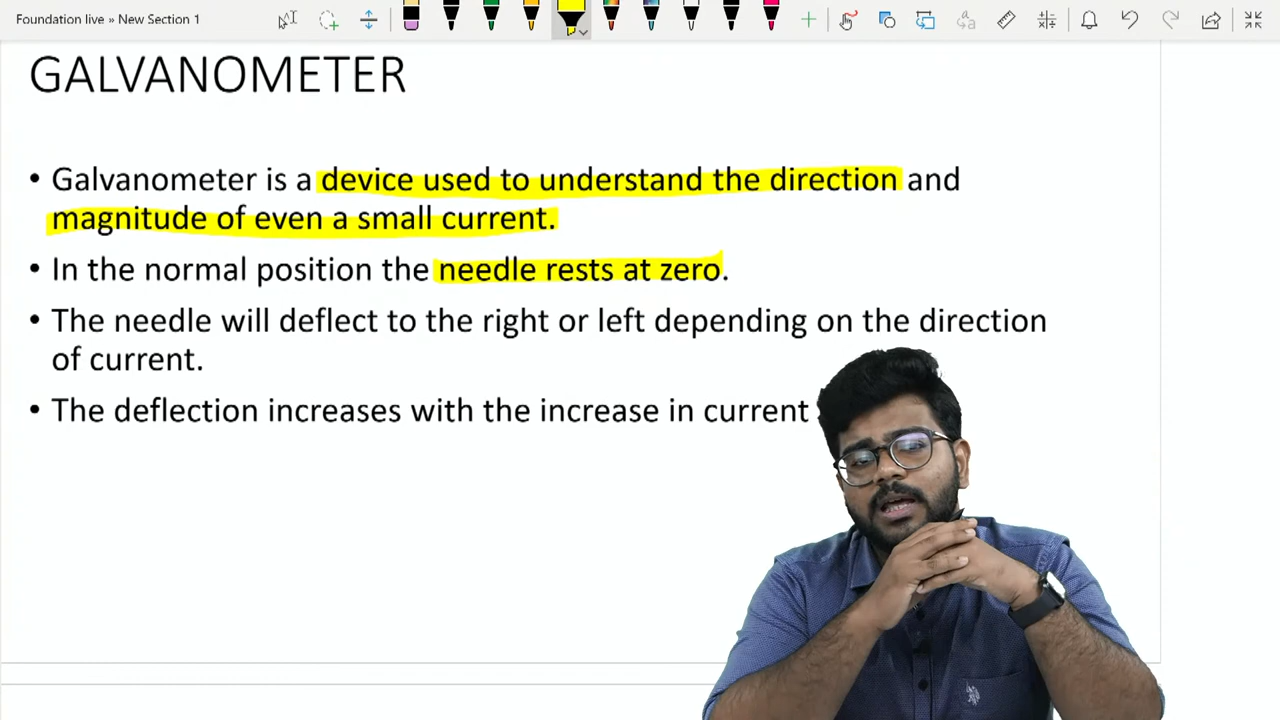 Foundation live » New Section 1
GALVANOMETER
• Galvanometer is a device used to understand the direction and
magnitude of even a small current.
• In the normal position the needle rests at zero.
• The needle will deflect to the right or left depending on the direction
of current.
• The deflection increases with the increase in current